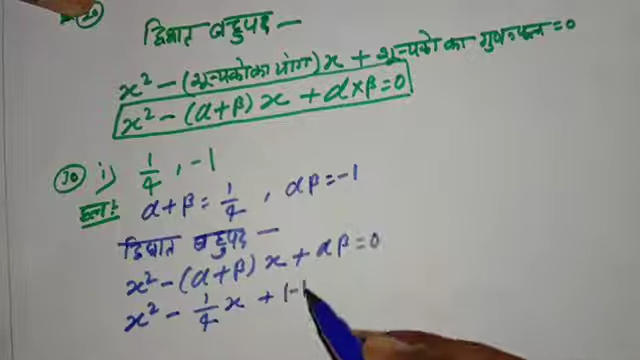 द्विघात बहुपद —
x² - (शून्यको का योग) x + शून्यको का गुणनफल = 0
x² - (α+β) x + α×β = 0
30 i) 1/4 , -1
हल: α+β = 1/4 , αβ = -1
द्विघात बहुपद —
x² - (α+β) x + αβ = 0
x² - 1/4 x + (-1